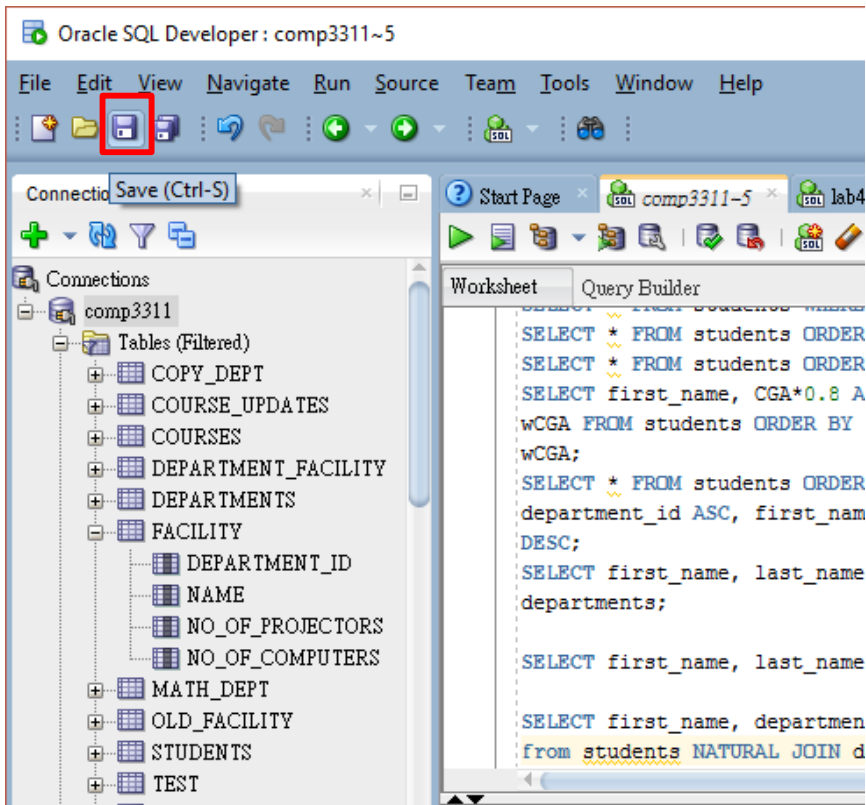 Oracle SQL Developer : comp3311~5
File Edit View Navigate Run Source Team Tools Window Help
Save (Ctrl-S)
Start Page
comp3311~5
lab4
Connections
comp3311
Tables (Filtered)
COPY_DEPT
COURSE_UPDATES
COURSES
DEPARTMENT_FACILITY
DEPARTMENTS
FACILITY
DEPARTMENT_ID
NAME
NO_OF_PROJECTORS
NO_OF_COMPUTERS
MATH_DEPT
OLD_FACILITY
STUDENTS
TEST
Worksheet Query Builder
SELECT * FROM students ORDER
SELECT * FROM students ORDER
SELECT first_name, CGA*0.8 A
wCGA FROM students ORDER BY
wCGA;
SELECT * FROM students ORDER
department_id ASC, first_nam
DESC;
SELECT first_name, last_name
departments;
SELECT first_name, last_name
SELECT first_name, departmen
from students NATURAL JOIN d